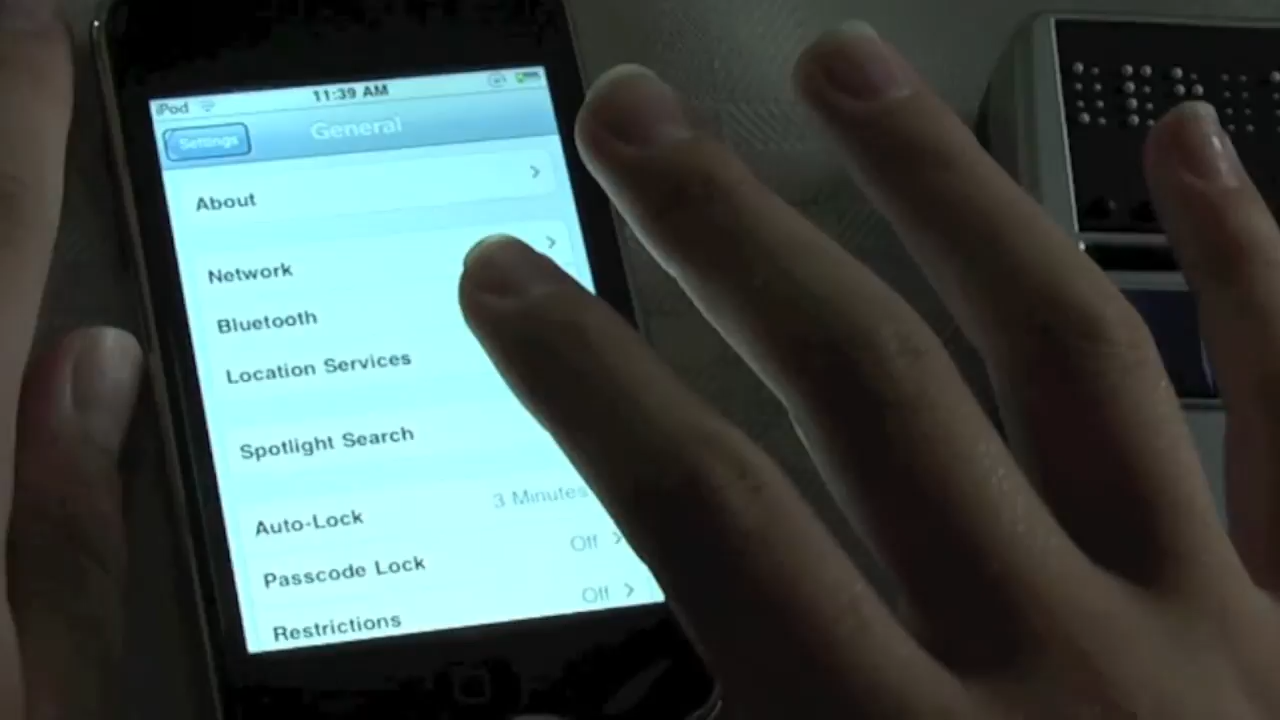 iPod 11:39 AM
Settings General
About
Network
Bluetooth
Location Services
Spotlight Search
Auto-Lock 3 Minutes
Passcode Lock Off
Restrictions Off